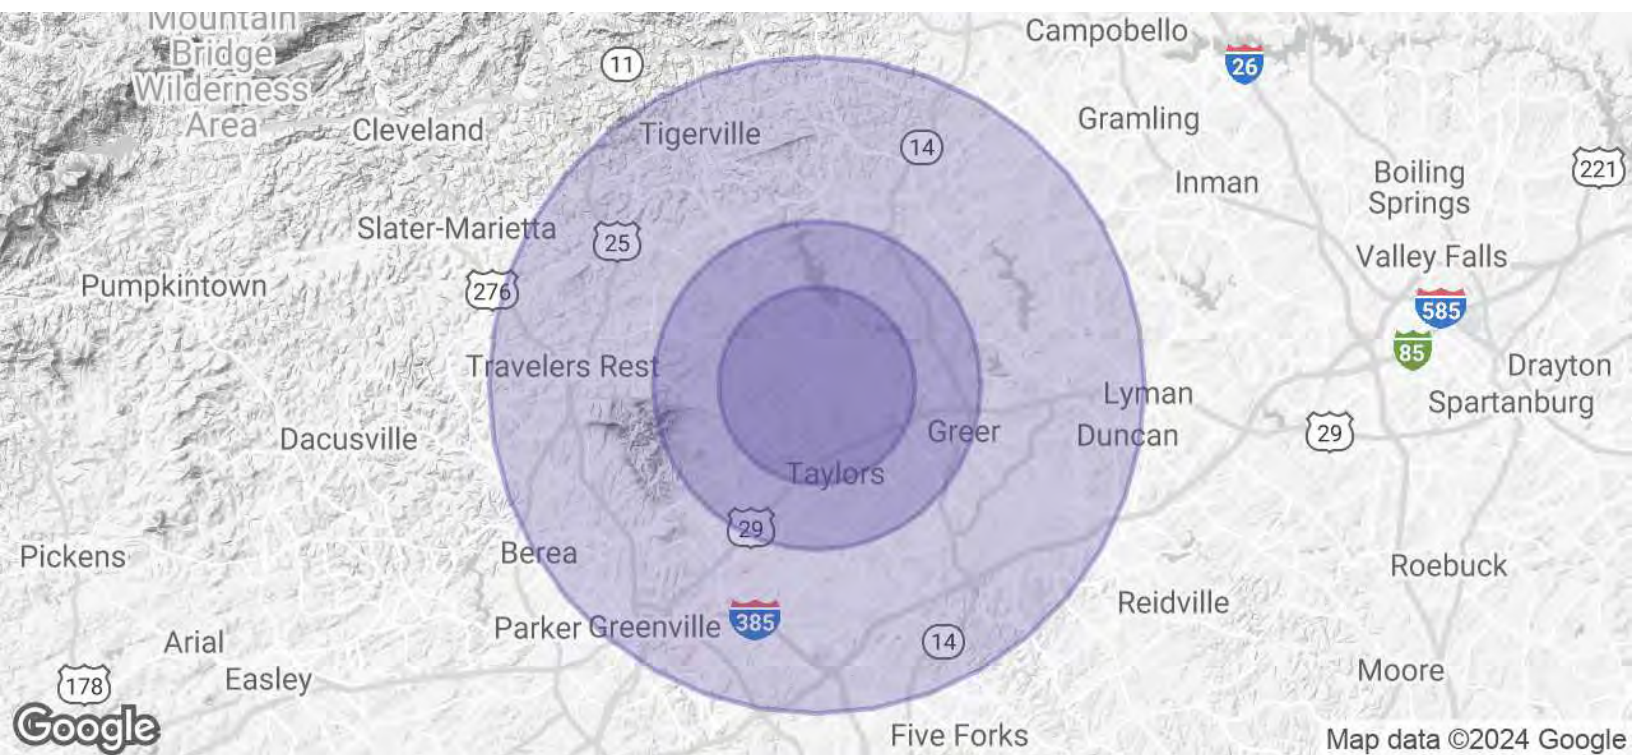 Mountain
Bridge
Wilderness
Area
Campobello
11
26
Cleveland
Tigerville
14
Gramling
Inman
Boiling
Springs
221
Slater-Marietta
25
Valley Falls
Pumpkintown
276
585
85
Travelers Rest
Drayton
Lyman
Spartanburg
Dacusville
Greer
Duncan
29
Taylors
29
Pickens
Berea
Roebuck
Reidville
Parker
Greenville
385
14
Arial
Easley
178
Moore
Google
Five Forks
Map data ©2024 Google